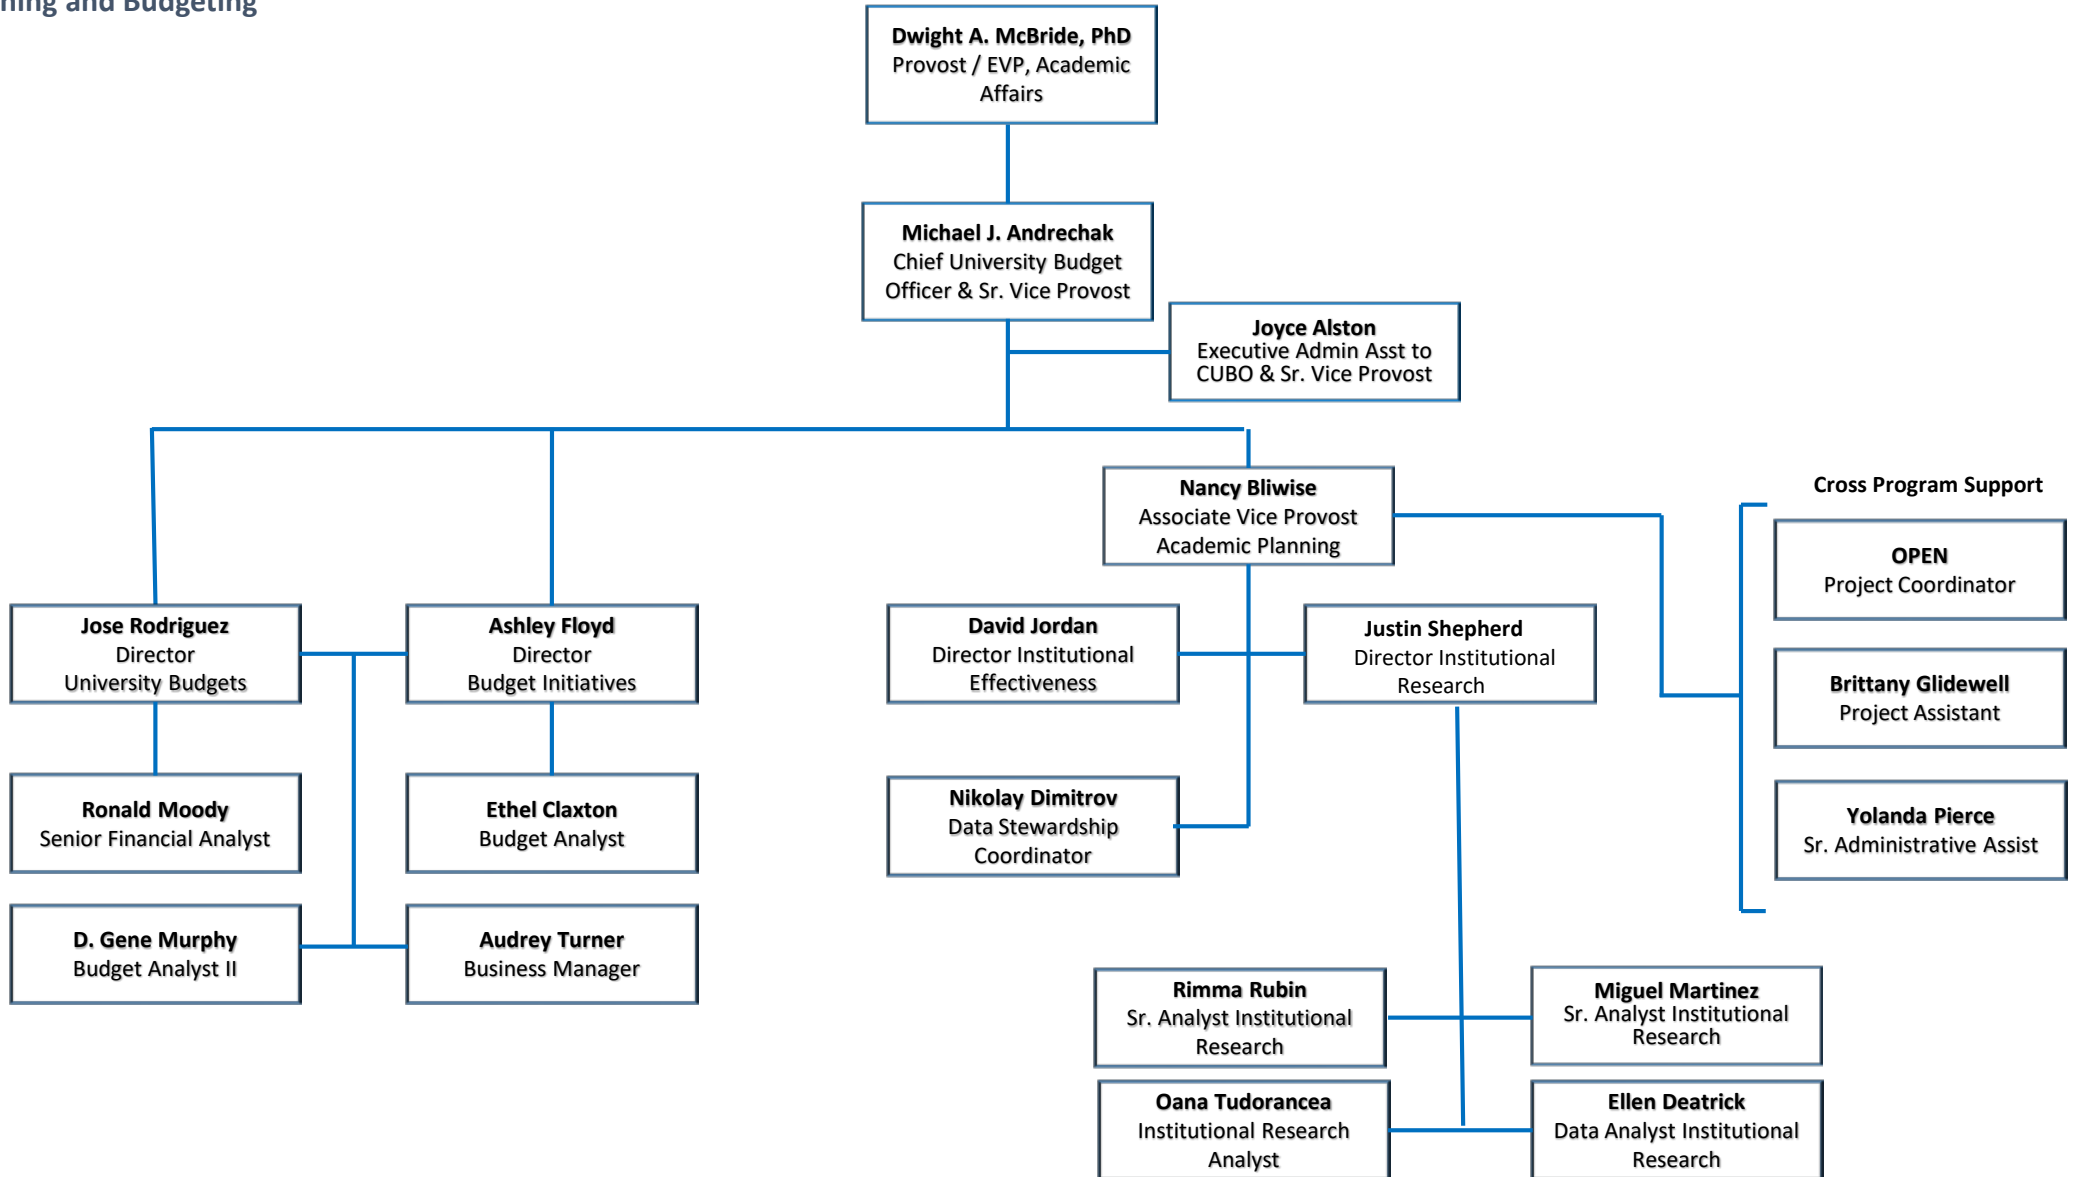 and Budgeting
Dwight A. McBride, PhD
Provost / EVP, Academic
Affairs
Michael J. Andrechak
Chief University Budget
Officer & Sr. Vice Provost
Joyce Alston
Executive Admin Asst to
CUBO & Sr. Vice Provost
Nancy Bliwise
Associate Vice Provost
Academic Planning
Cross Program Support
OPEN
Project Coordinator
Brittany Glidewell
Project Assistant
Yolanda Pierce
Sr. Administrative Assist
Jose Rodriguez
Director
University Budgets
Ashley Floyd
Director
Budget Initiatives
David Jordan
Director Institutional
Effectiveness
Justin Shepherd
Director Institutional
Research
Ronald Moody
Senior Financial Analyst
Ethel Claxton
Budget Analyst
Nikolay Dimitrov
Data Stewardship
Coordinator
D. Gene Murphy
Budget Analyst II
Audrey Turner
Business Manager
Rimma Rubin
Sr. Analyst Institutional
Research
Miguel Martinez
Sr. Analyst Institutional
Research
Oana Tudorancea
Institutional Research
Analyst
Ellen Deatrick
Data Analyst Institutional
Research